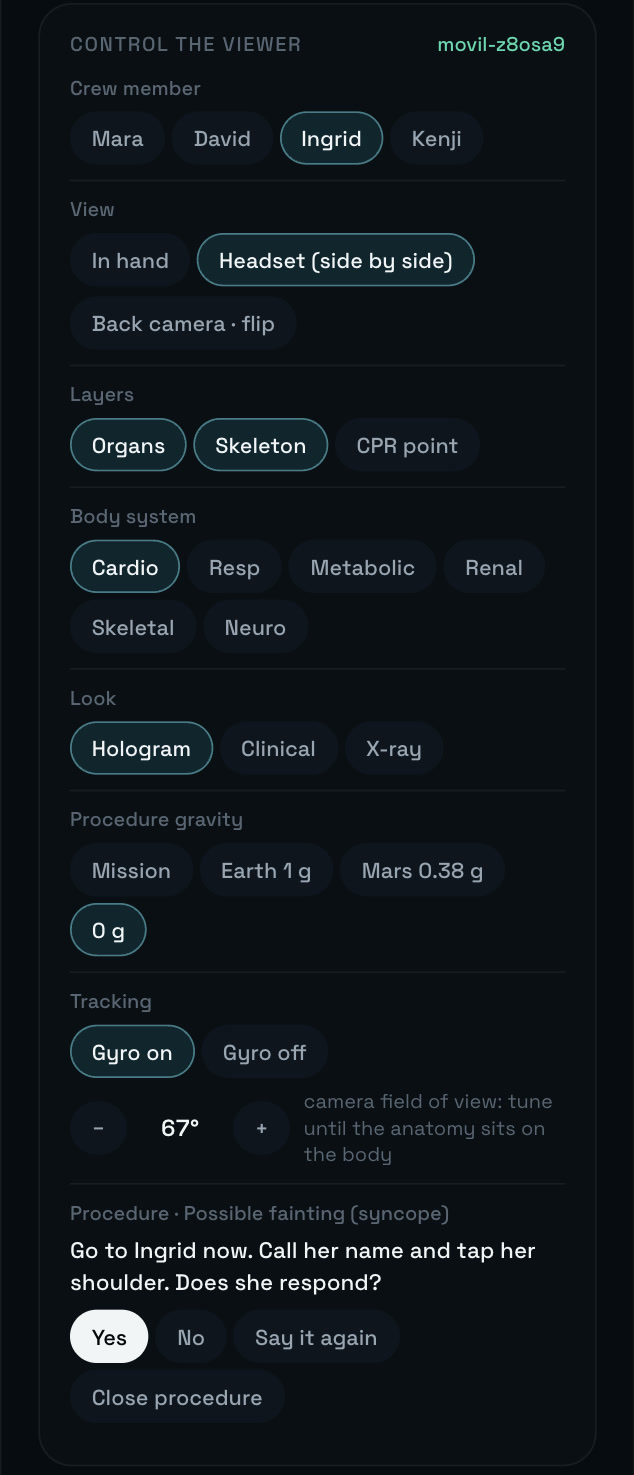 CONTROL THE VIEWER movil-z8osa9
Crew member
Mara David Ingrid Kenji
View
In hand Headset (side by side)
Back camera · flip
Layers
Organs Skeleton CPR point
Body system
Cardio Resp Metabolic Renal
Skeletal Neuro
Look
Hologram Clinical X-ray
Procedure gravity
Mission Earth 1 g Mars 0.38 g
0 g
Tracking
Gyro on Gyro off
− 67° + camera field of view: tune
until the anatomy sits on
the body
Procedure · Possible fainting (syncope)
Go to Ingrid now. Call her name and tap her
shoulder. Does she respond?
Yes No Say it again
Close procedure